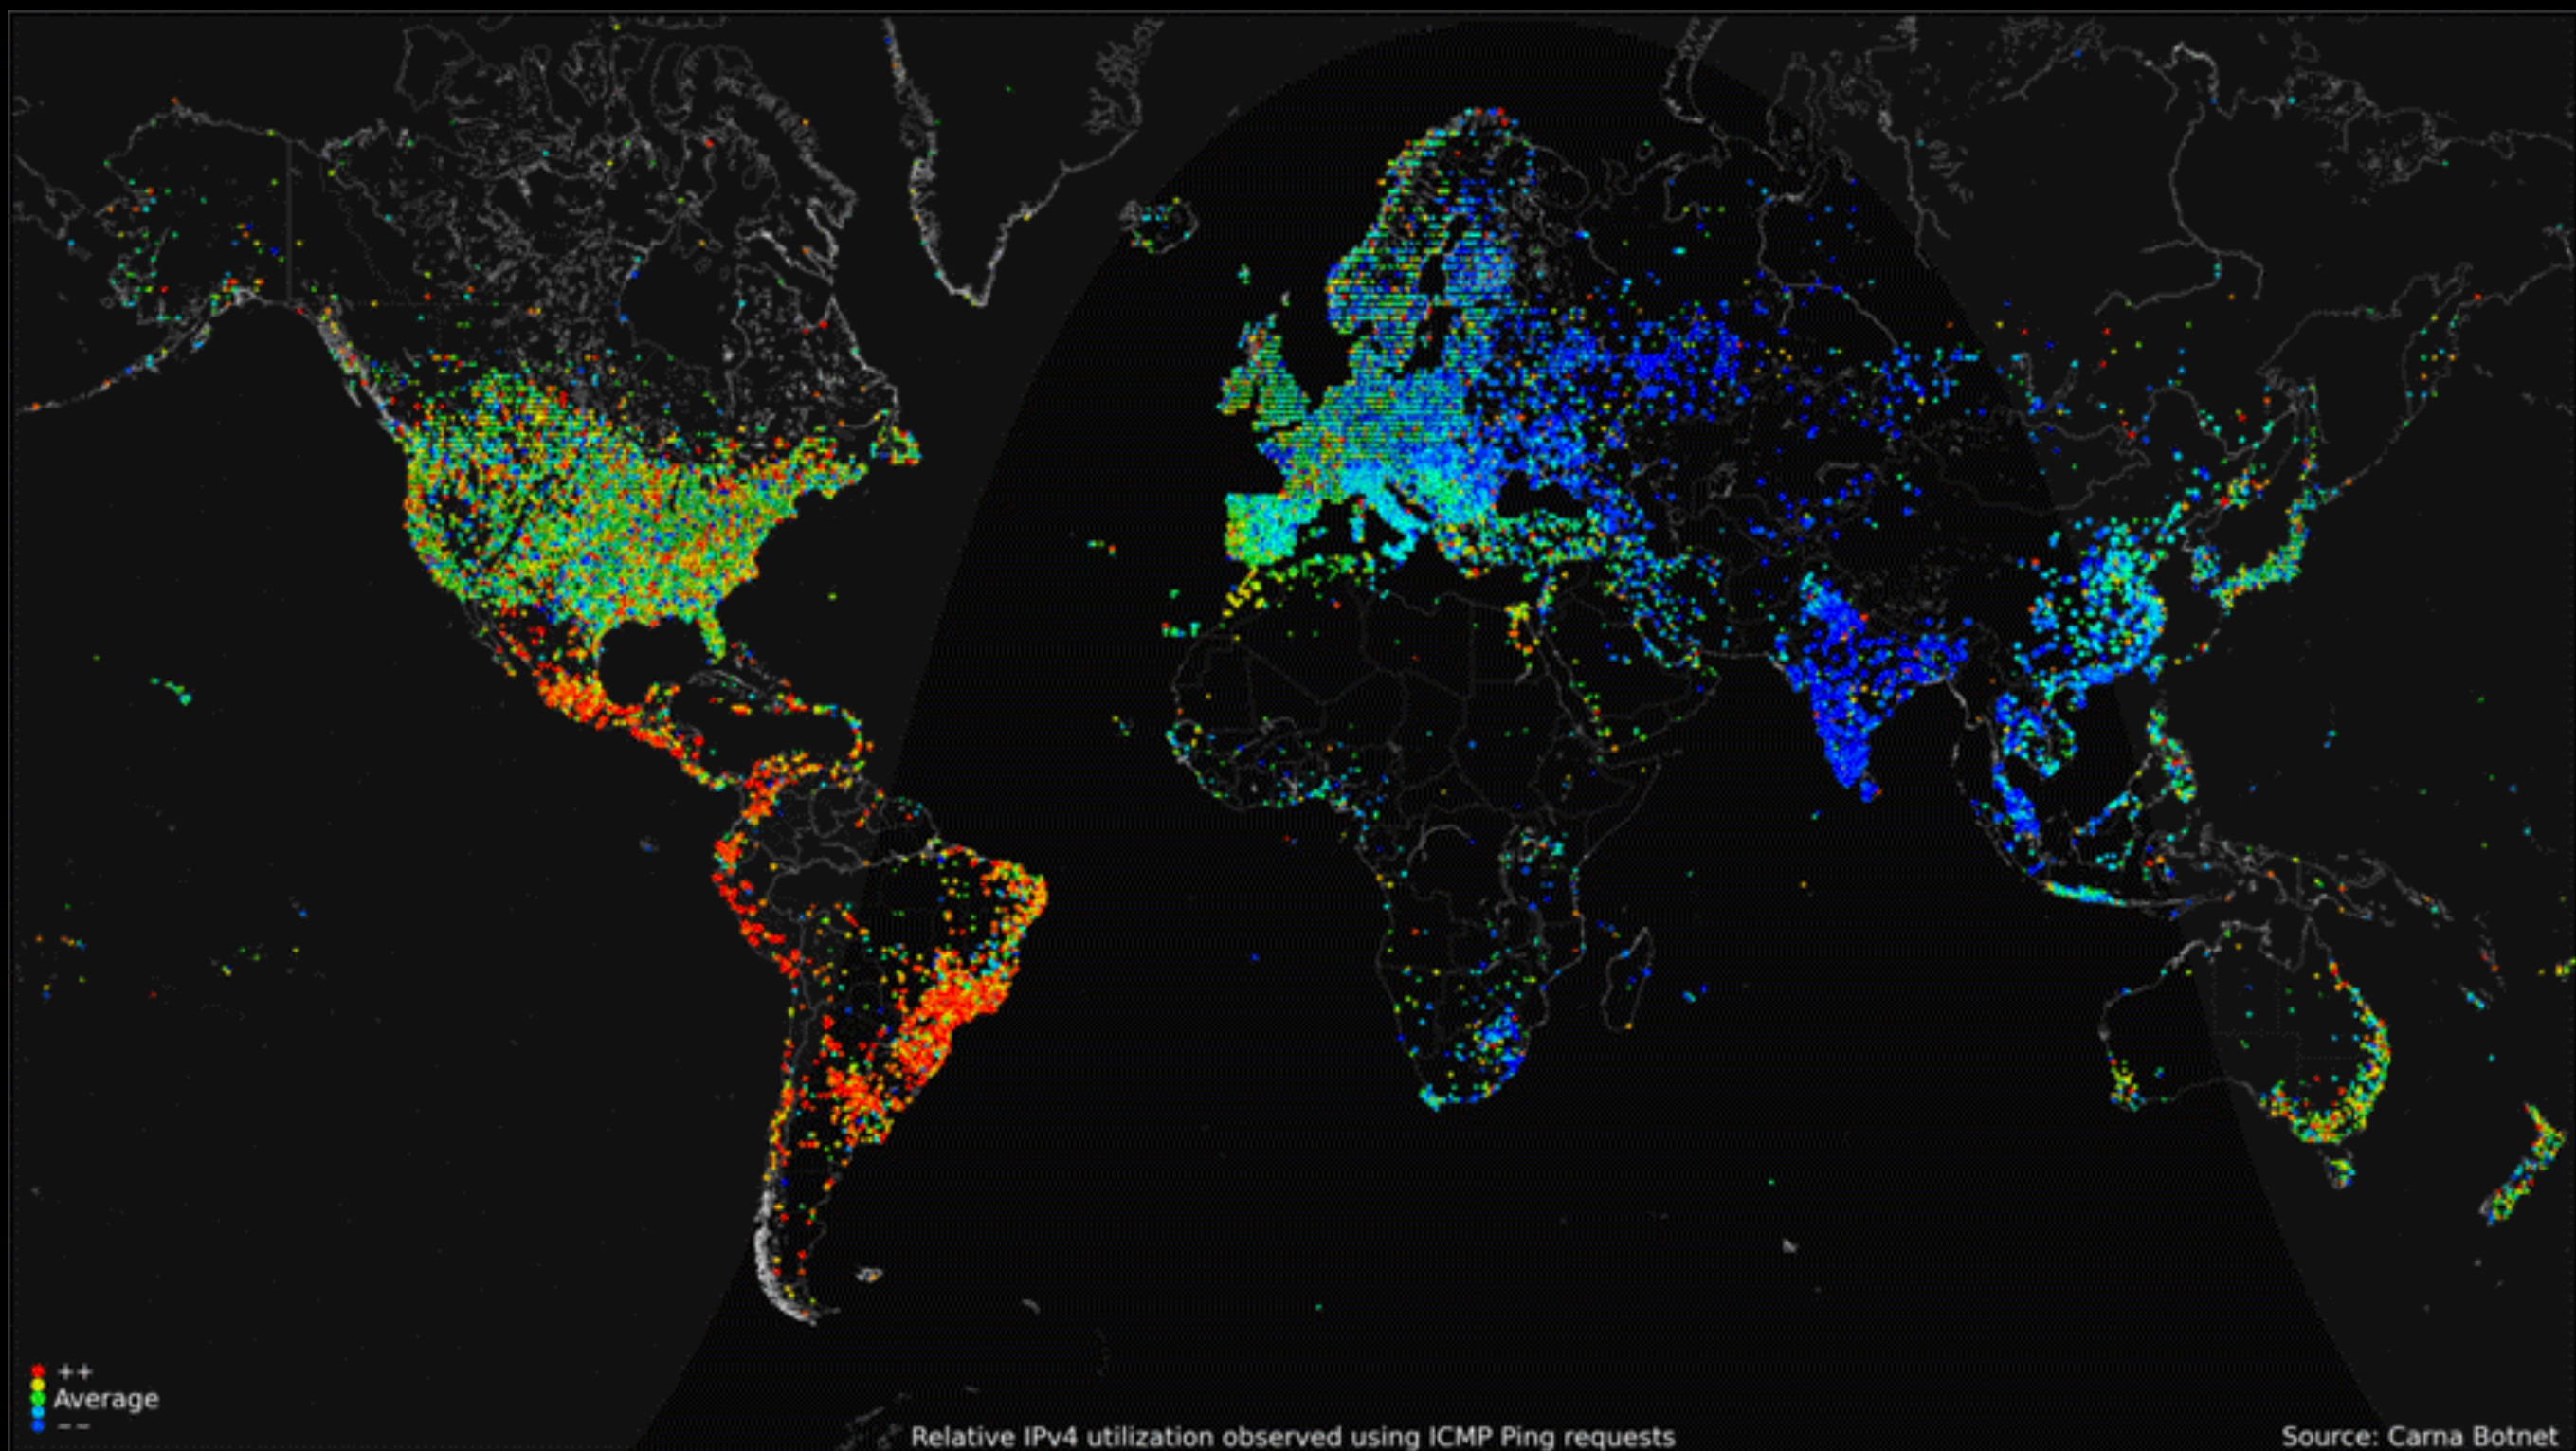 ++
Average
--
Relative IPv4 utilization observed using ICMP Ping requests
Source: Carna Botnet